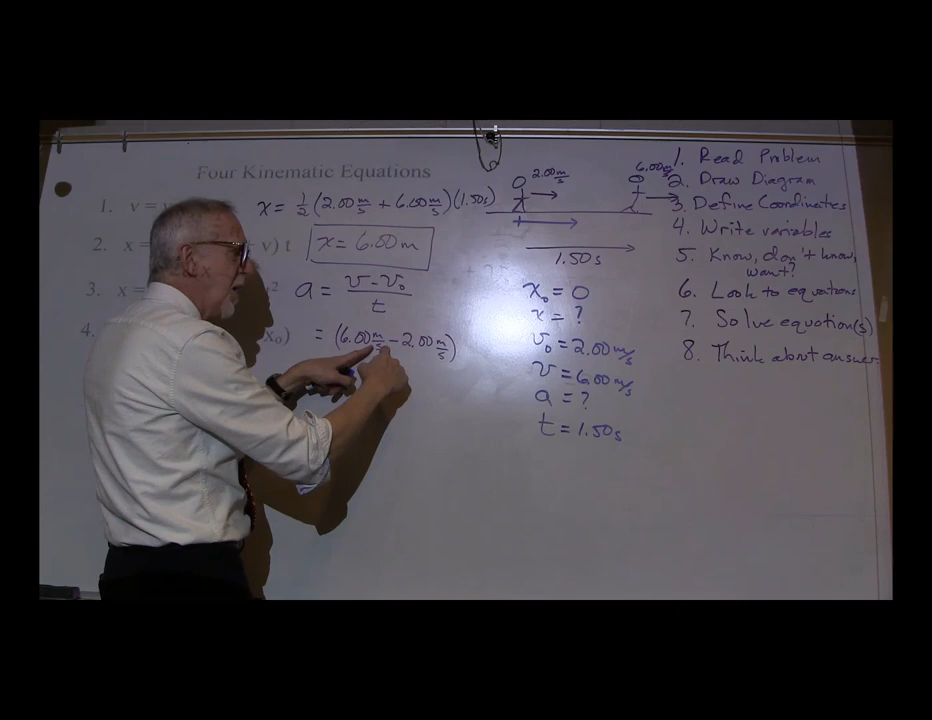 Four Kinematic Equations
1. v =
x = 1/2 (2.00 m/s + 6.00 m/s)(1.50s)
2. x =
v) t
x = 6.00 m
3. x =
2
a = v - v₀ / t
4.
x₀)
= (6.00 m/s - 2.00 m/s)
2.00 m/s
6.00 m/s
+
1.50 s
x₀ = 0
x = ?
v₀ = 2.00 m/s
v = 6.00 m/s
a = ?
t = 1.50 s
1. Read Problem
2. Draw Diagram
3. Define Coordinates
4. Write variables
5. Know, don't know,
want?
6. Look to equations
7. Solve equation(s)
8. Think about answer.